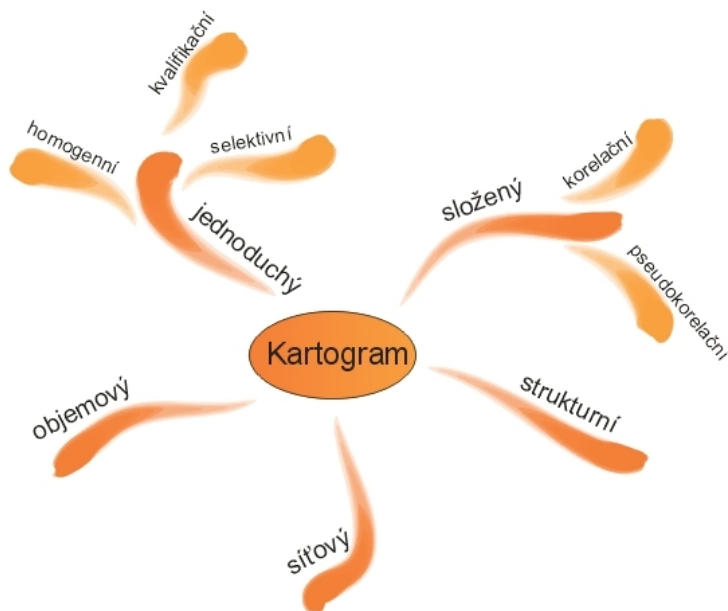 kvalifikační
homogenní
selektivní
jednoduchý
složený
korelační
pseudokorelační
Kartogram
objemový
strukturní
síťový